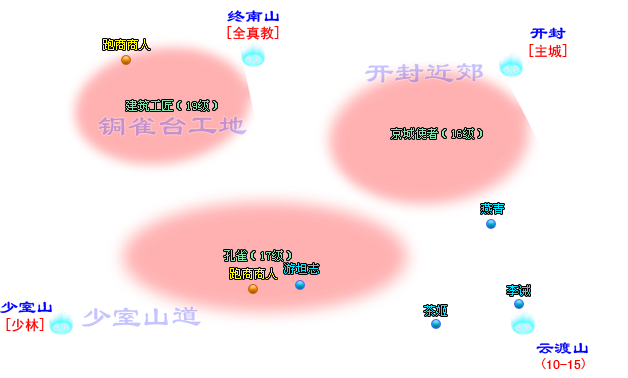 终南山
[全真教]
跑商商人
开封
[主城]
开封近郊
建筑工匠（19级）
铜雀台工地
京城使者（18级）
燕青
孔雀（17级）
跑商商人
游坦志
李诚
少室山
[少林]
少室山道
茶姬
云渡山
(10-15)